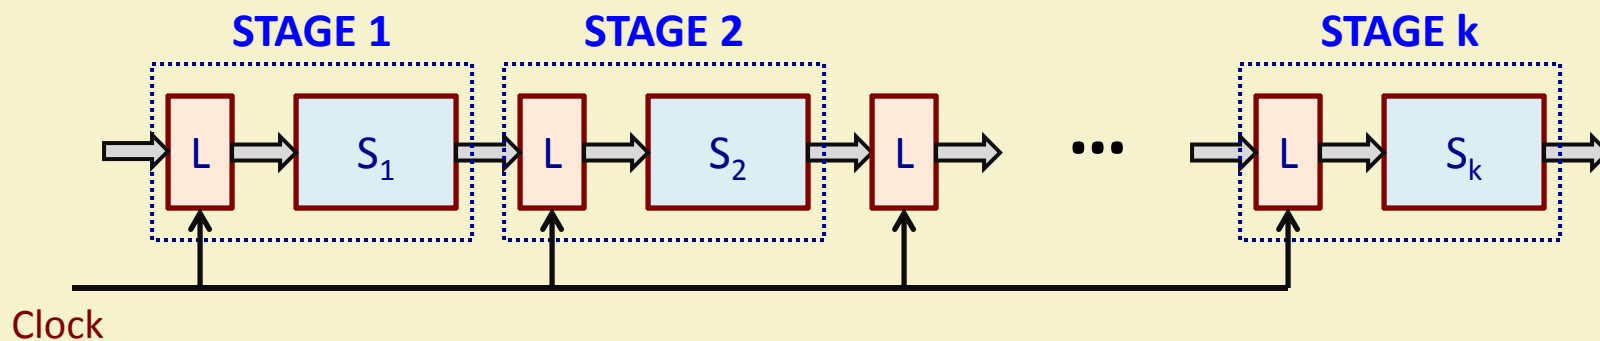 STAGE 1 STAGE 2 STAGE k
L S₁ L S₂ L ... L Sₖ
Clock